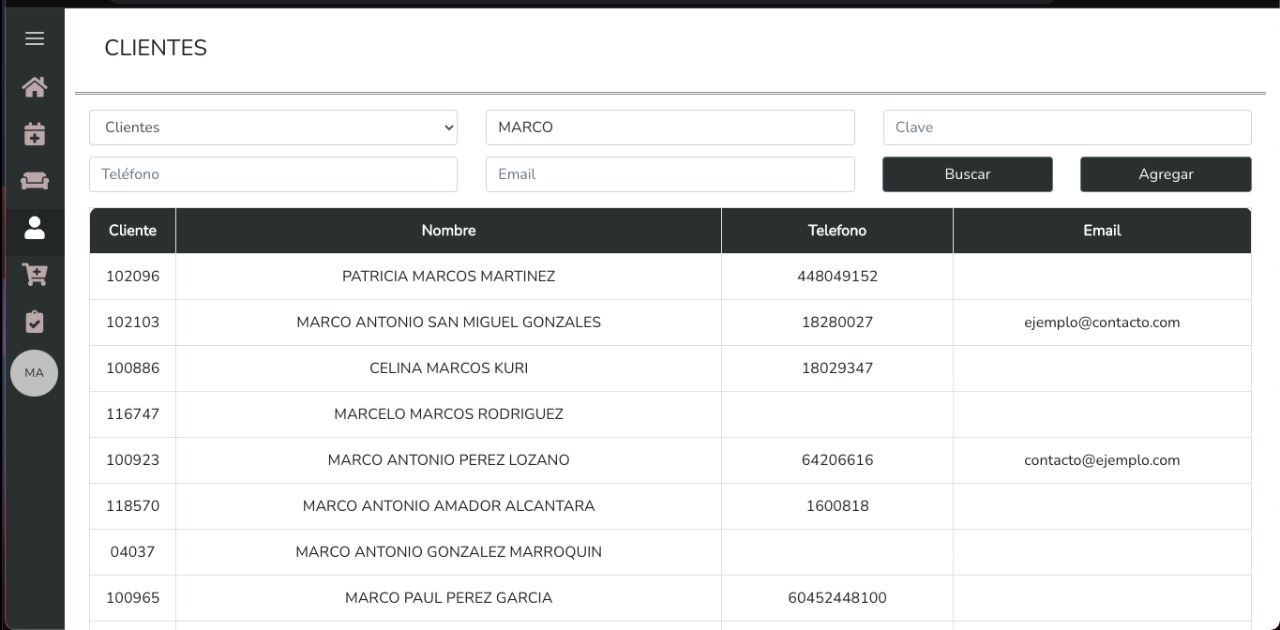 CLIENTES
Clientes MARCO Clave
Teléfono Email Buscar Agregar
Cliente Nombre Telefono Email
102096 PATRICIA MARCOS MARTINEZ 448049152
102103 MARCO ANTONIO SAN MIGUEL GONZALES 18280027 ejemplo@contacto.com
100886 CELINA MARCOS KURI 18029347
116747 MARCELO MARCOS RODRIGUEZ
MA
100923 MARCO ANTONIO PEREZ LOZANO 64206616 contacto@ejemplo.com
118570 MARCO ANTONIO AMADOR ALCANTARA 1600818
04037 MARCO ANTONIO GONZALEZ MARROQUIN
100965 MARCO PAUL PEREZ GARCIA 60452448100